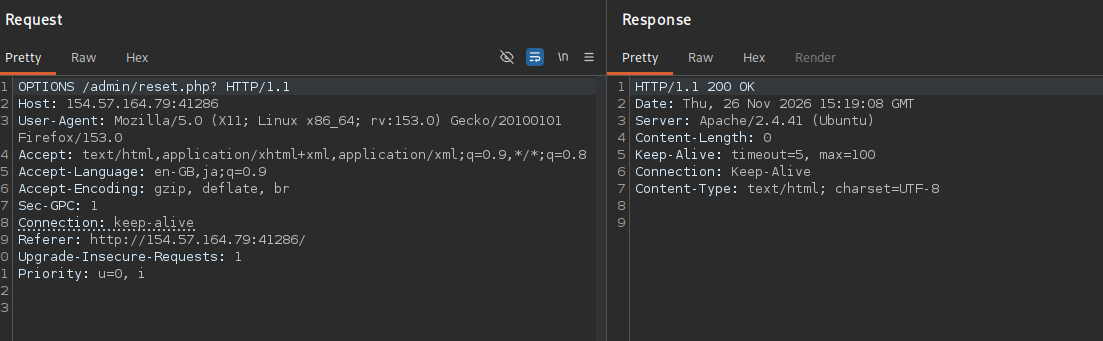 Request
Pretty Raw Hex \n
1 OPTIONS /admin/reset.php? HTTP/1.1
2 Host: 154.57.164.79:41286
3 User-Agent: Mozilla/5.0 (X11; Linux x86_64; rv:153.0) Gecko/20100101
Firefox/153.0
4 Accept: text/html,application/xhtml+xml,application/xml;q=0.9,*/*;q=0.8
5 Accept-Language: en-GB,ja;q=0.9
6 Accept-Encoding: gzip, deflate, br
7 Sec-GPC: 1
8 Connection: keep-alive
9 Referer: http://154.57.164.79:41286/
0 Upgrade-Insecure-Requests: 1
1 Priority: u=0, i
2
3
Response
Pretty Raw Hex Render
1 HTTP/1.1 200 OK
2 Date: Thu, 26 Nov 2026 15:19:08 GMT
3 Server: Apache/2.4.41 (Ubuntu)
4 Content-Length: 0
5 Keep-Alive: timeout=5, max=100
6 Connection: Keep-Alive
7 Content-Type: text/html; charset=UTF-8
8
9